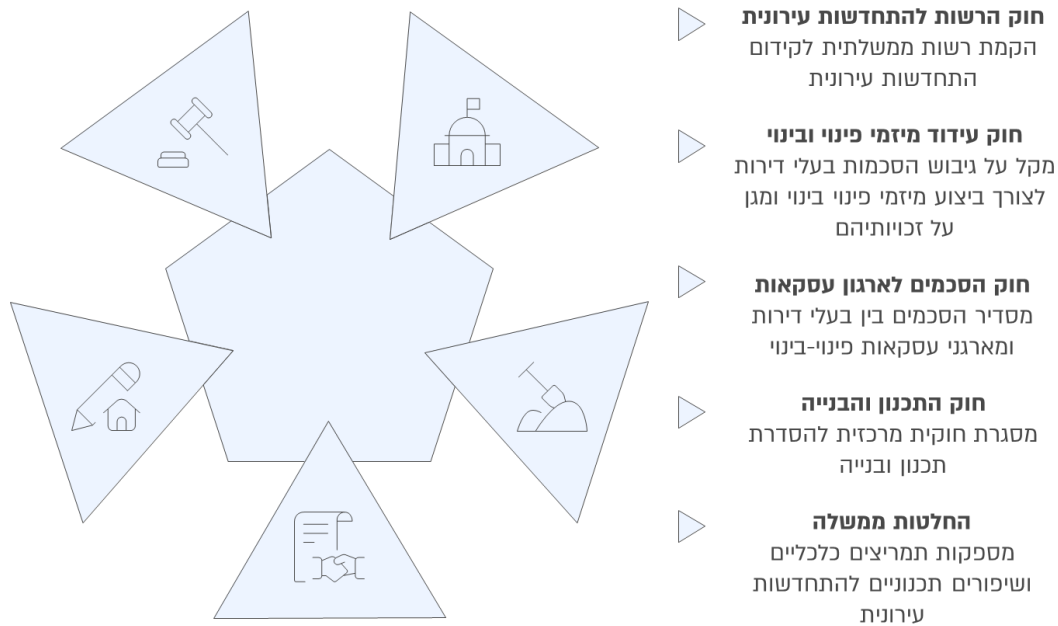 חוק הרשות להתחדשות עירונית
הקמת רשות ממשלתית לקידום
התחדשות עירונית
חוק עידוד מיזמי פינוי ובינוי
מקל על גיבוש הסכמות בעלי דירות
לצורך ביצוע מיזמי פינוי בינוי ומגן
על זכויותיהם
חוק הסכמים לארגון עסקאות
מסדיר הסכמים בין בעלי דירות
ומארגני עסקאות פינוי-בינוי
חוק התכנון והבנייה
מסגרת חוקית מרכזית להסדרת
תכנון ובנייה
החלטות ממשלה
מספקות תמריצים כלכליים
ושיפורים תכנוניים להתחדשות
עירונית